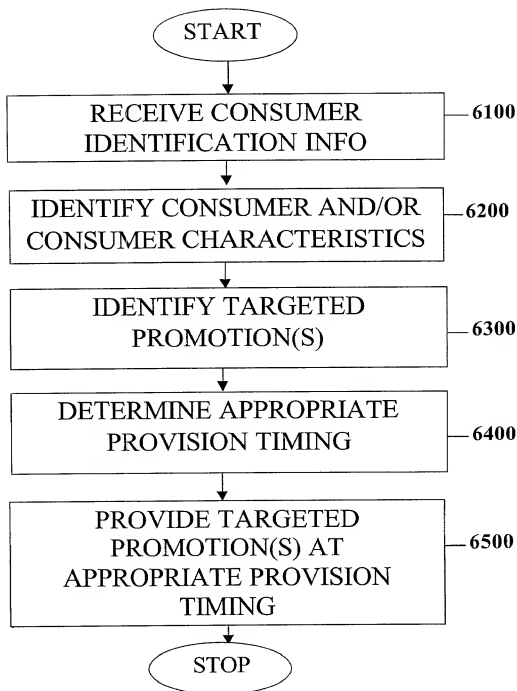 START
RECEIVE CONSUMER
IDENTIFICATION INFO
6100
IDENTIFY CONSUMER AND/OR
CONSUMER CHARACTERISTICS
6200
IDENTIFY TARGETED
PROMOTION(S)
6300
DETERMINE APPROPRIATE
PROVISION TIMING
6400
PROVIDE TARGETED
PROMOTION(S) AT
APPROPRIATE PROVISION
TIMING
6500
STOP